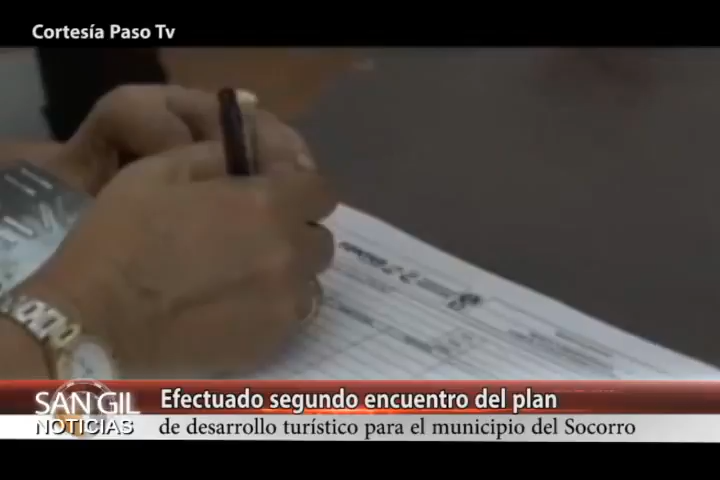 Cortesía Paso Tv
Efectuado segundo encuentro del plan
SAN GIL
NOTICIAS
de desarrollo turístico para el municipio del Socorro